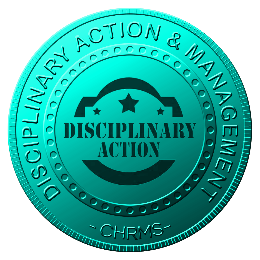 DISCIPLINARY ACTION & MANAGEMENT
DISCIPLINARY
ACTION
- CHRMS -